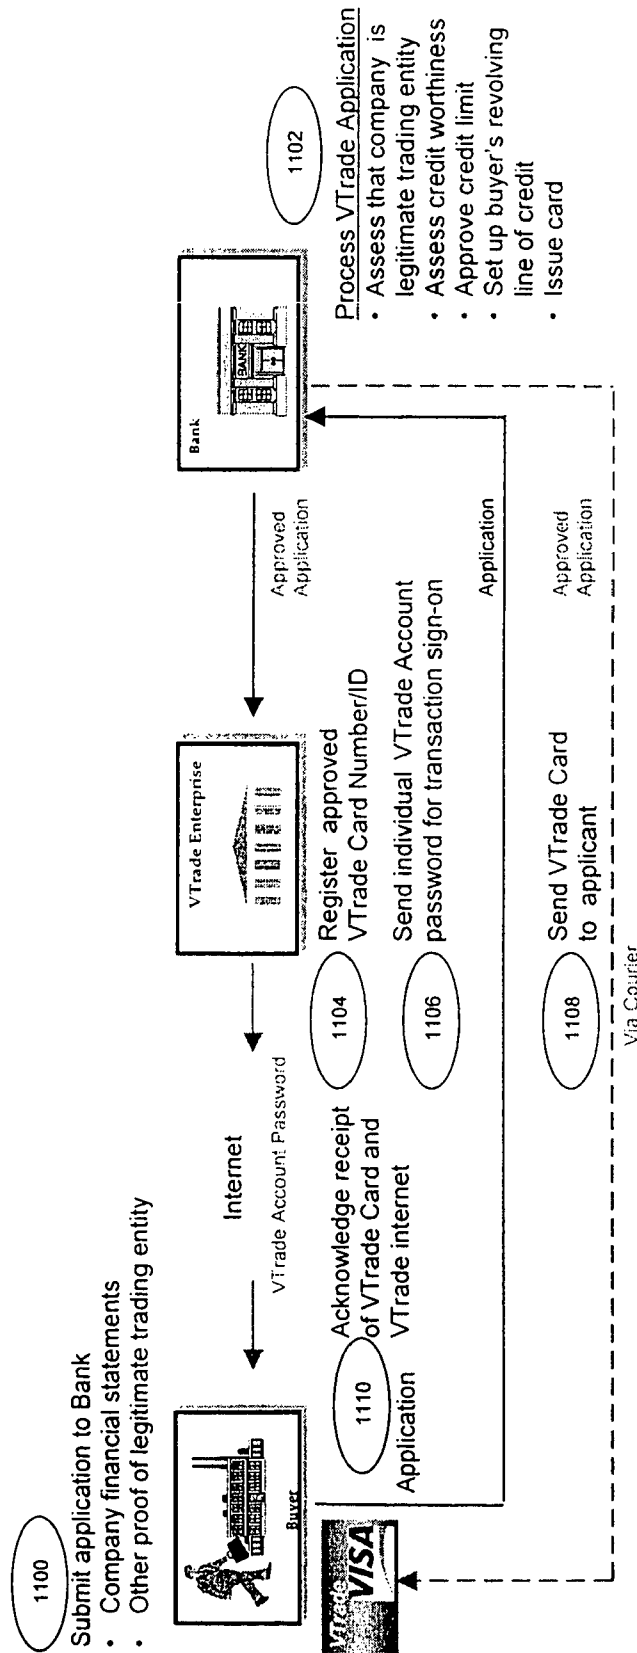 1100
Submit application to Bank
• Company financial statements
• Other proof of legitimate trading entity
Buyer
VTrade
VISA
Internet
VTrade Account Password
1110
Acknowledge receipt
of VTrade Card and
VTrade internet
Application
VTrade Enterprise
1104
Register approved
VTrade Card Number/ID
1106
Send individual VTrade Account
password for transaction sign-on
Approved
Application
Bank
BANK
1102
Process VTrade Application
• Assess that company is
legitimate trading entity
• Assess credit worthiness
• Approve credit limit
• Set up buyer's revolving
line of credit
• Issue card
Application
1108
Send VTrade Card
to applicant
Approved
Application
Via Courier